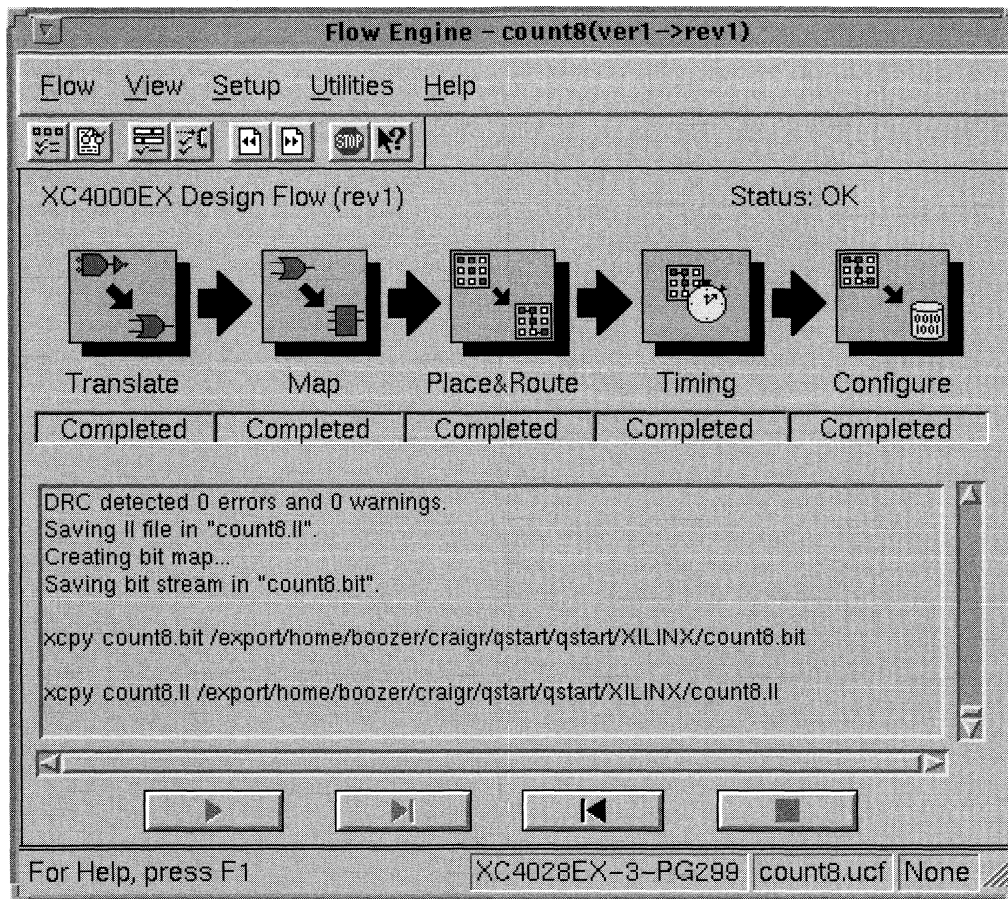 Flow Engine - count8(ver1->rev1)
Flow View Setup Utilities Help
STOP ?
XC4000EX Design Flow (rev1) Status: OK
0010
1001
Translate Map Place&Route Timing Configure
Completed Completed Completed Completed Completed
DRC detected 0 errors and 0 warnings.
Saving ll file in "count8.ll".
Creating bit map...
Saving bit stream in "count8.bit".
xcpy count8.bit /export/home/boozer/craigr/qstart/qstart/XILINX/count8.bit
xcpy count8.ll /export/home/boozer/craigr/qstart/qstart/XILINX/count8.ll
For Help, press F1 XC4028EX-3-PG299 count8.ucf None